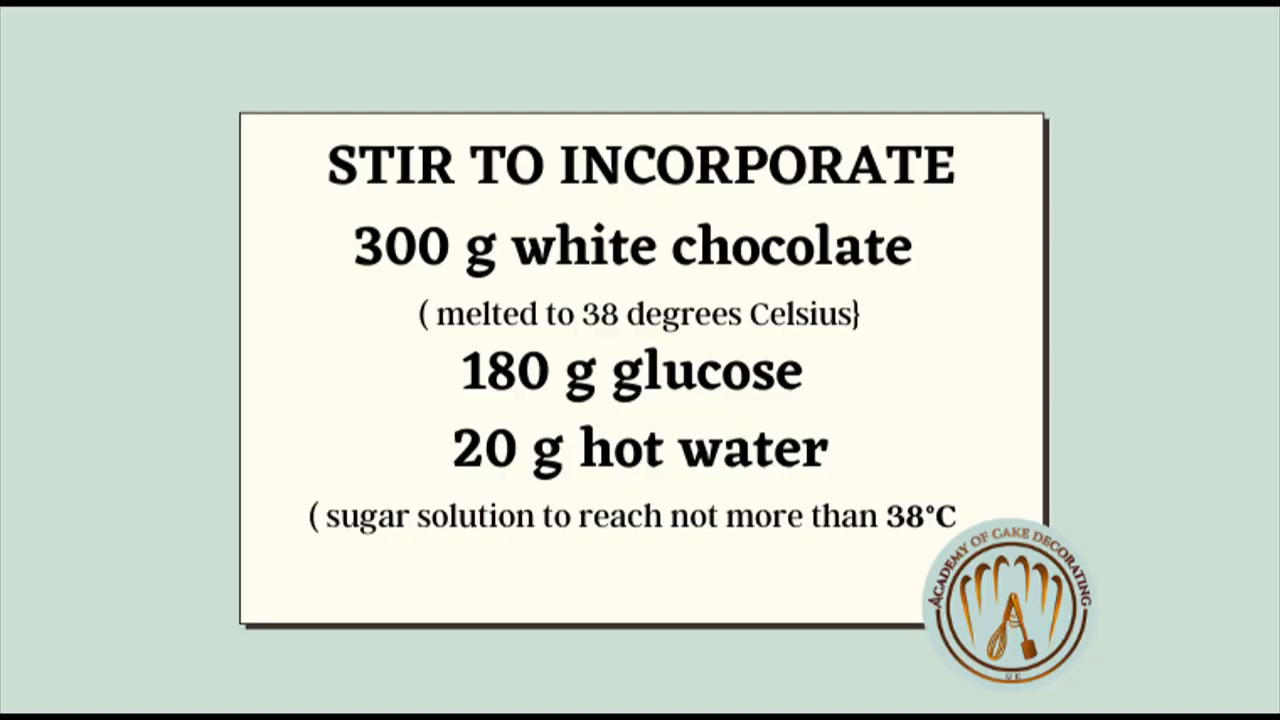 STIR TO INCORPORATE
300 g white chocolate
( melted to 38 degrees Celsius}
180 g glucose
20 g hot water
( sugar solution to reach not more than 38°C
ACADEMY OF CAKE DECORATING
A
UK